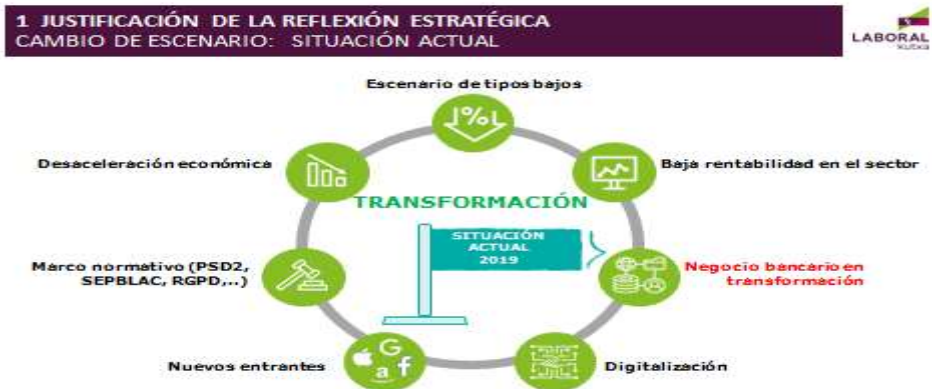 1 JUSTIFICACIÓN DE LA REFLEXIÓN ESTRATÉGICA
CAMBIO DE ESCENARIO: SITUACIÓN ACTUAL
LABORAL
kutxa
Escenario de tipos bajos
Desaceleración económica
Baja rentabilidad en el sector
TRANSFORMACIÓN
SITUACIÓN
ACTUAL
2019
Marco normativo (PSD2,
SEPBLAC, RGPD,..)
Negocio bancario en
transformación
Nuevos entrantes
Digitalización